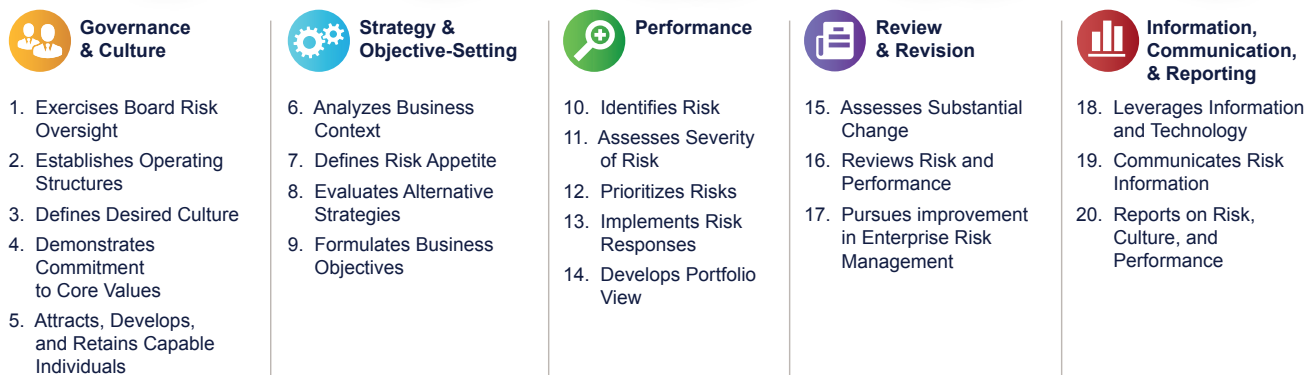 Governance
& Culture
1. Exercises Board Risk
Oversight
2. Establishes Operating
Structures
3. Defines Desired Culture
4. Demonstrates
Commitment
to Core Values
5. Attracts, Develops,
and Retains Capable
Individuals
Strategy &
Objective-Setting
6. Analyzes Business
Context
7. Defines Risk Appetite
8. Evaluates Alternative
Strategies
9. Formulates Business
Objectives
Performance
10. Identifies Risk
11. Assesses Severity
of Risk
12. Prioritizes Risks
13. Implements Risk
Responses
14. Develops Portfolio
View
Review
& Revision
15. Assesses Substantial
Change
16. Reviews Risk and
Performance
17. Pursues improvement
in Enterprise Risk
Management
Information,
Communication,
& Reporting
18. Leverages Information
and Technology
19. Communicates Risk
Information
20. Reports on Risk,
Culture, and
Performance